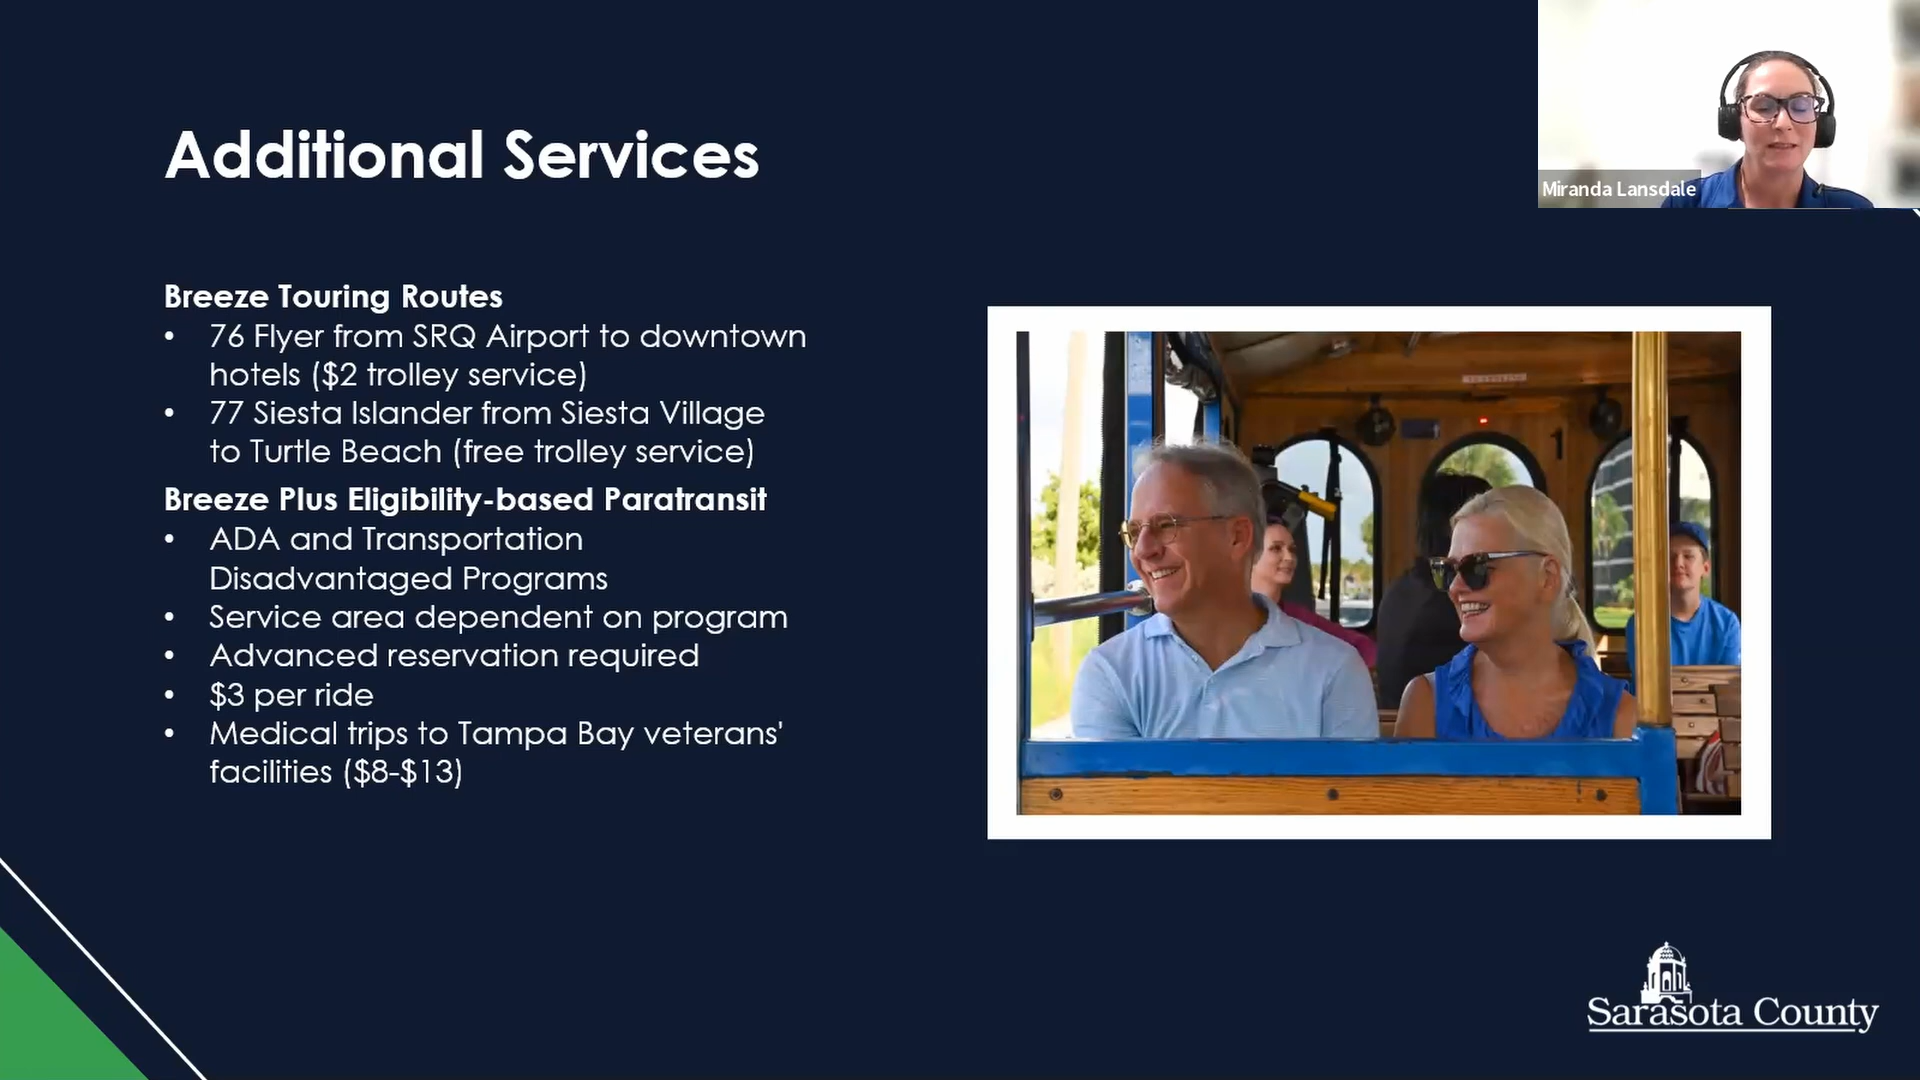 Additional Services
Miranda Lansdale
Breeze Touring Routes
• 76 Flyer from SRQ Airport to downtown
hotels ($2 trolley service)
• 77 Siesta Islander from Siesta Village
to Turtle Beach (free trolley service)
Breeze Plus Eligibility-based Paratransit
• ADA and Transportation
Disadvantaged Programs
• Service area dependent on program
• Advanced reservation required
• $3 per ride
• Medical trips to Tampa Bay veterans'
facilities ($8-$13)
Sarasota County